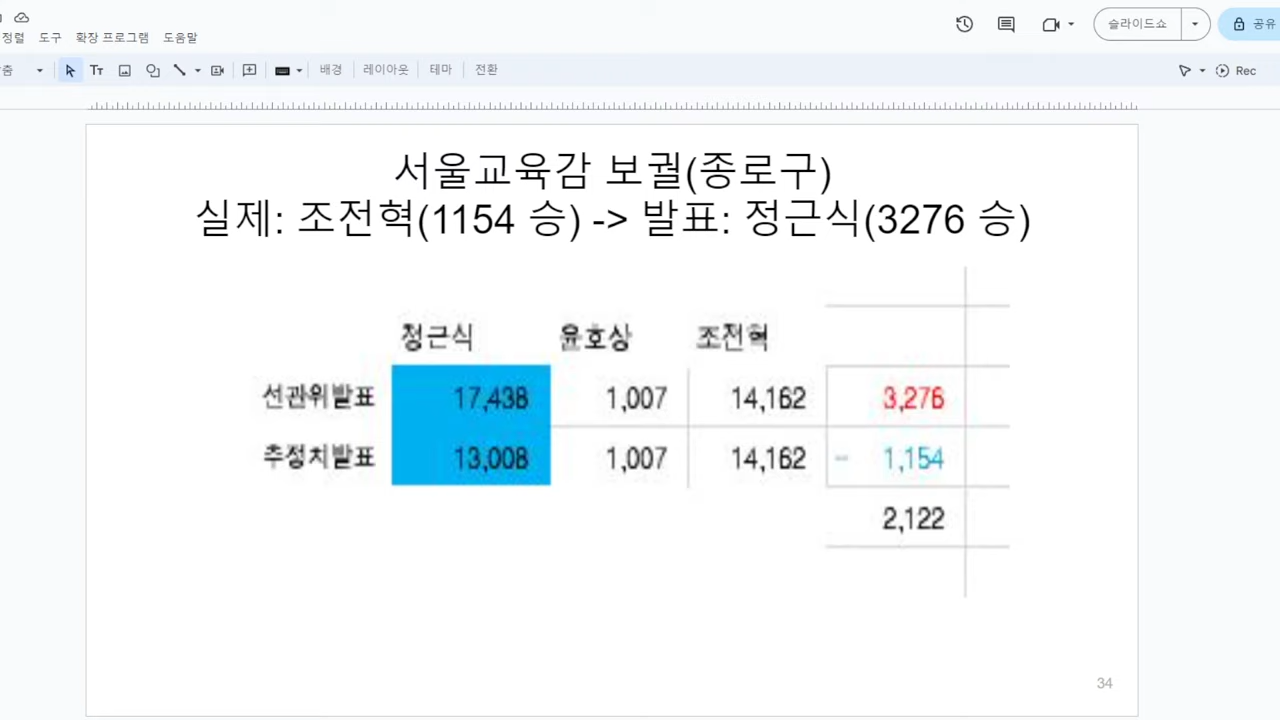 정렬 도구 확장 프로그램 도움말
슬라이드쇼
공유
Tт 배경 레이아웃 테마 전환
Rec
서울교육감 보궐(종로구)
실제: 조전혁(1154 승) -> 발표: 정근식(3276 승)
정근식 윤호상 조전혁
선관위발표 17,438 1,007 14,162 3,276
추정치발표 13,008 1,007 14,162 - 1,154
2,122
34